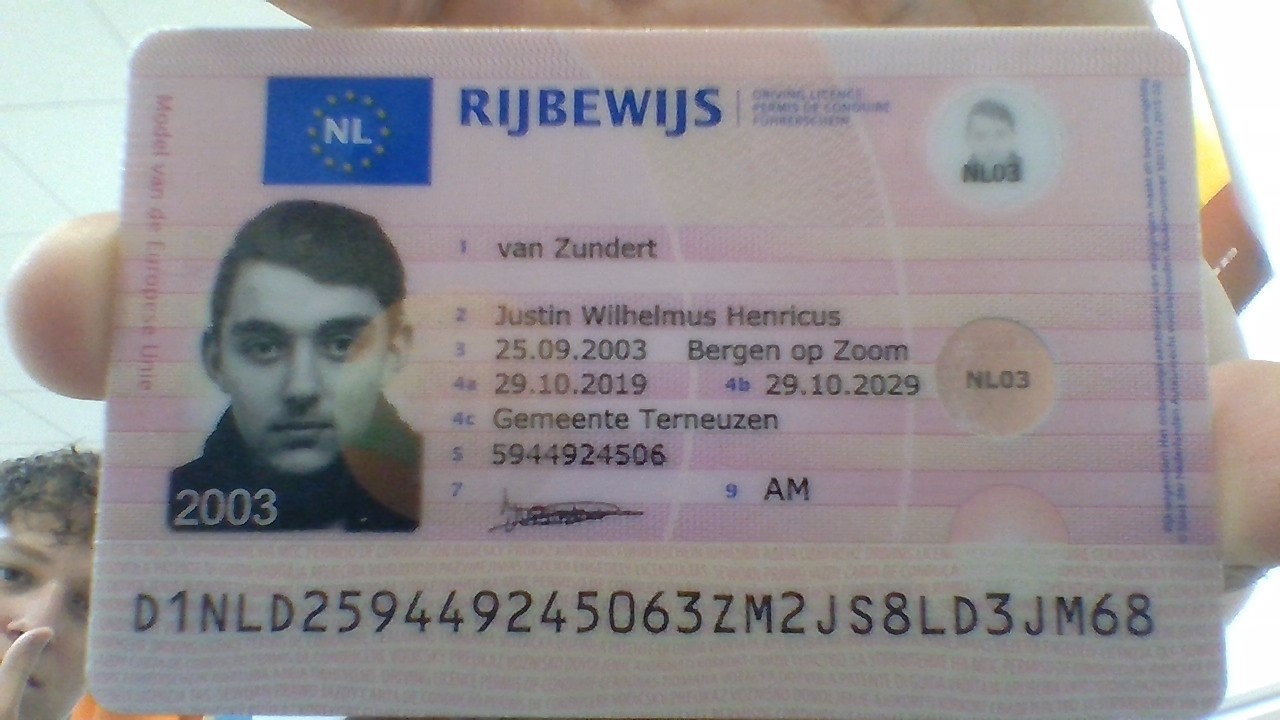 NL
RIJBEWIJS
DRIVING LICENCE
PERMIS DE CONDUIRE
FÜHRERSCHEIN
NL03
Model van de Europese Unie
1 van Zundert
2 Justin Wilhelmus Henricus
3 25.09.2003 Bergen op Zoom
4a 29.10.2019 4b 29.10.2029
4c Gemeente Terneuzen
5 5944924506
7 9 AM
NL03
2003
D1NLD259449245063ZM2JS8LD3JM68